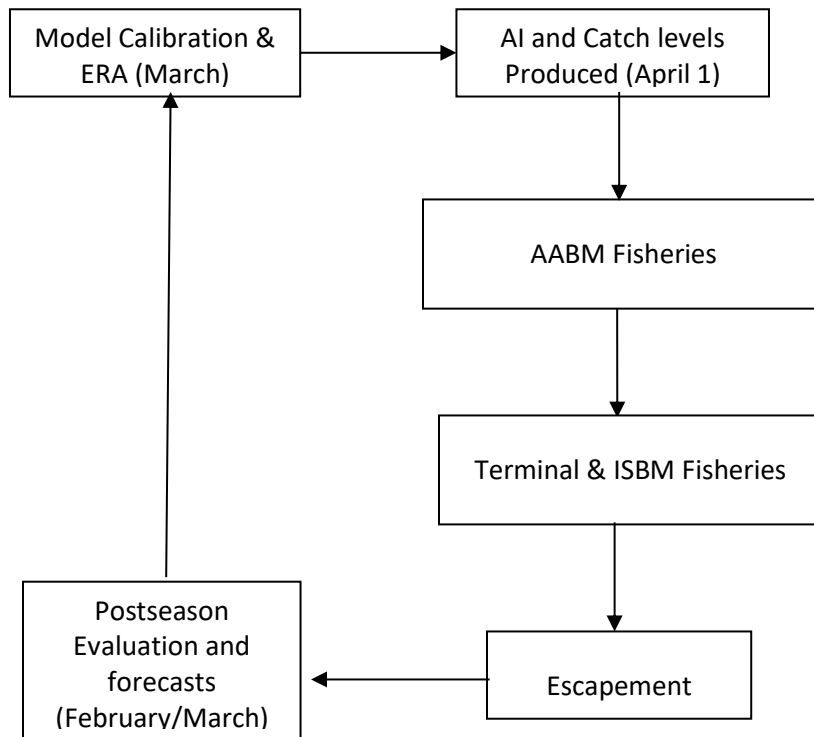 Model Calibration &
ERA (March)
AI and Catch levels
Produced (April 1)
AABM Fisheries
Terminal & ISBM Fisheries
Escapement
Postseason
Evaluation and
forecasts
(February/March)